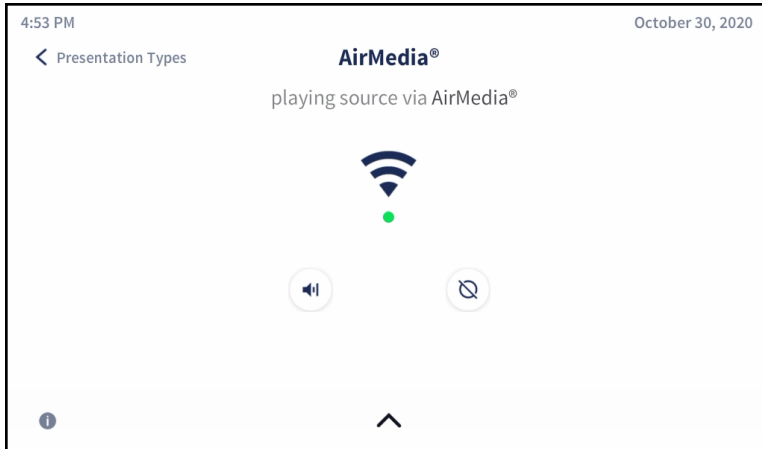 4:53 PM
October 30, 2020
Presentation Types
AirMedia®
playing source via AirMedia®